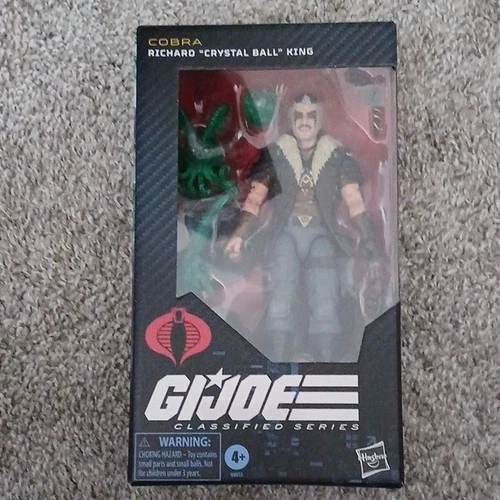 COBRA
RICHARD "CRYSTAL BALL" KING
GIJOE
CLASSIFIED SERIES
WARNING:
CHOKING HAZARD – Toy contains
small parts and small balls. Not
for children under 3 years.
4+
Hasbro